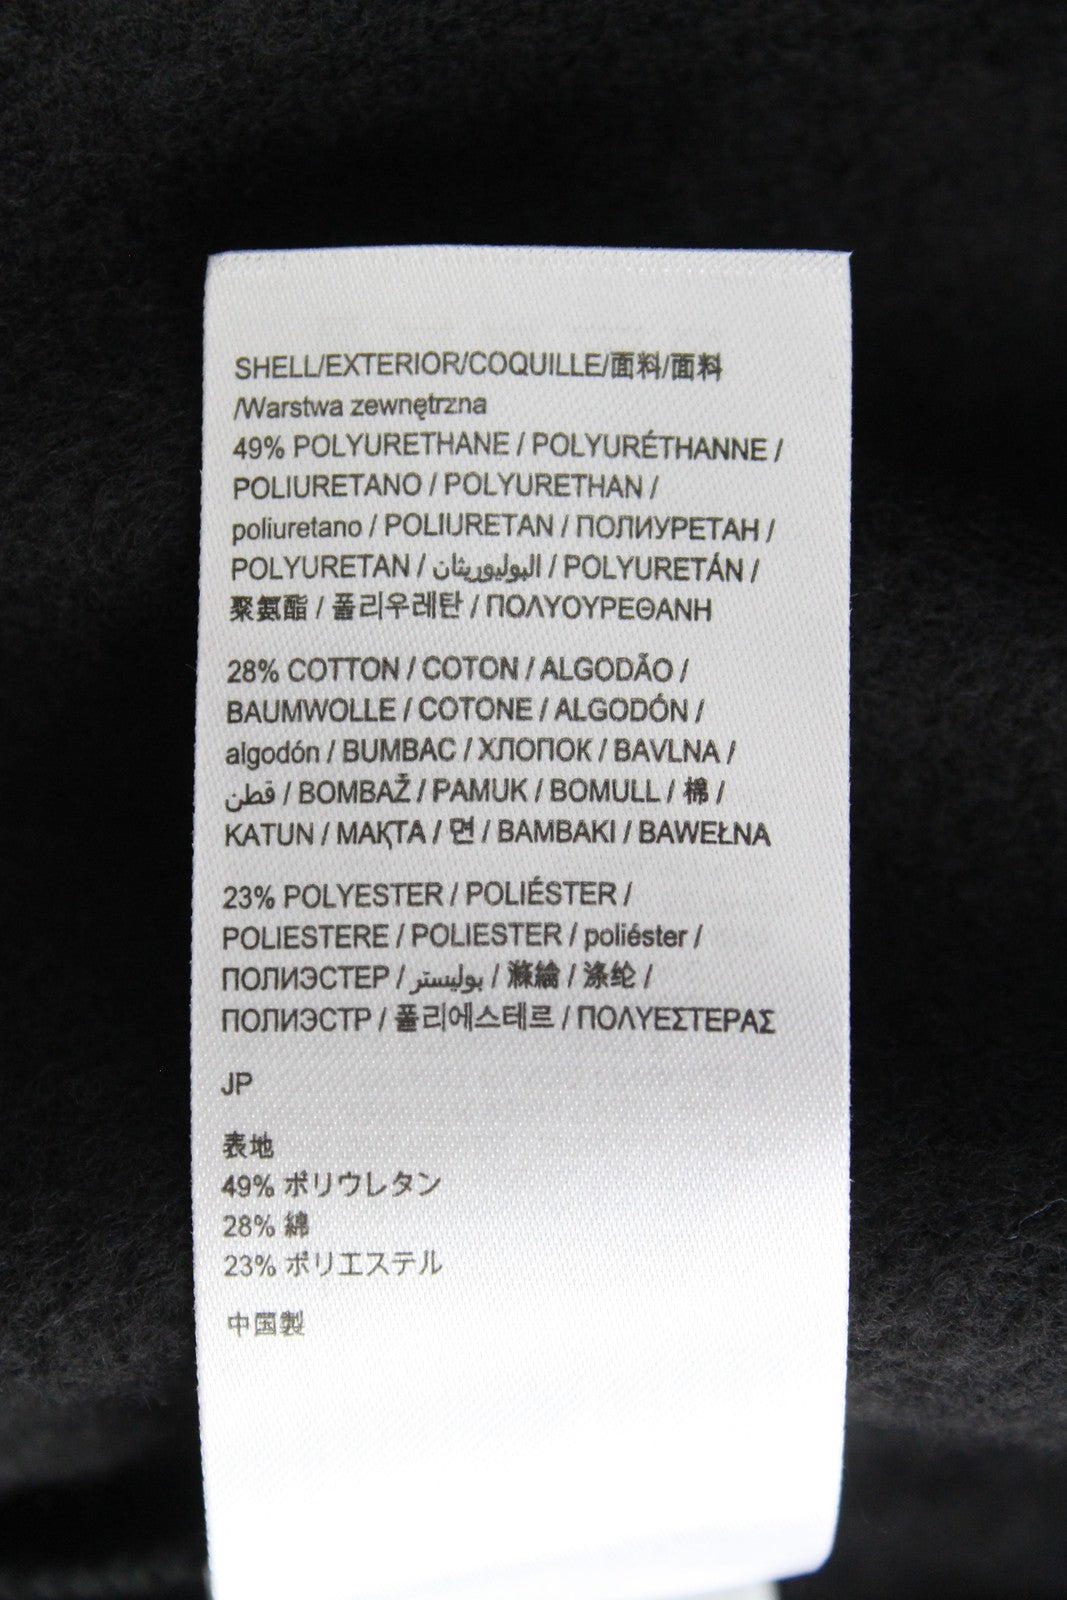 SHELL/EXTERIOR/COQUILLE/面料/面料
/Warstwa zewnętrzna
49% POLYURETHANE / POLYURÉTHANNE /
POLIURETANO / POLYURETHAN /
poliuretano / POLIURETAN / ПОЛИУРЕТАН /
POLYURETAN / البوليوريثان / POLYURETÁN /
聚氨酯 / 폴리우레탄 / ΠΟΛΥΟΥΡΕΘΑΝΗ
28% COTTON / COTON / ALGODÃO /
BAUMWOLLE / COTONE / ALGODÓN /
algodón / BUMBAC / ХЛОПОК / BAVLNA /
قطن / BOMBAŽ / PAMUK / BOMULL / 棉 /
KATUN / МАҚТА / 면 / BAMBAKI / BAWEŁNA
23% POLYESTER / POLIÉSTER /
POLIESTERE / POLIESTER / poliéster /
ПОЛИЭСТЕР / بوليستر / 滌綸 / 涤纶 /
ПОЛИЭСТР / 폴리에스테르 / ΠΟΛΥΕΣΤΕΡΑΣ
JP
表地
49% ポリウレタン
28% 綿
23% ポリエステル
中国製